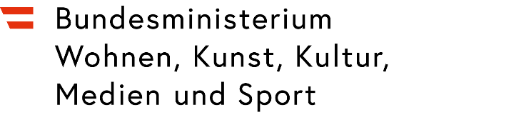 Bundesministerium
Wohnen, Kunst, Kultur,
Medien und Sport